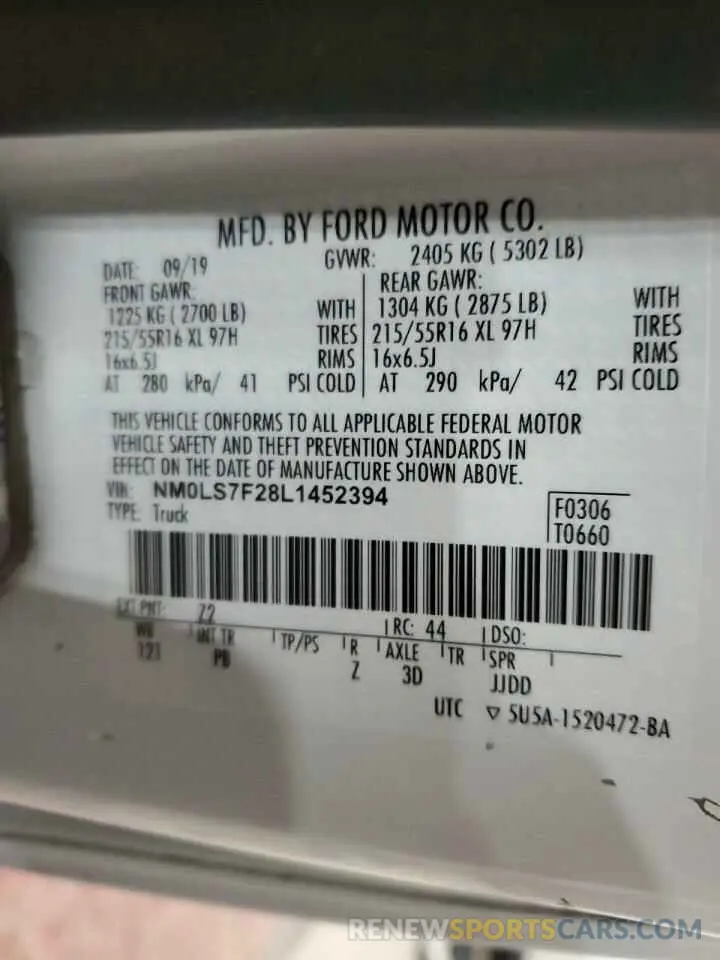 MFD. BY FORD MOTOR CO.
DATE: 09/19 GVWR: 2405 KG ( 5302 LB)
FRONT GAWR: REAR GAWR:
1225 KG ( 2700 LB) WITH 1304 KG ( 2875 LB) WITH
215/55R16 XL 97H TIRES 215/55R16 XL 97H TIRES
16x6.5J RIMS 16x6.5J RIMS
AT 280 kPa/ 41 PSI COLD AT 290 kPa/ 42 PSI COLD
THIS VEHICLE CONFORMS TO ALL APPLICABLE FEDERAL MOTOR
VEHICLE SAFETY AND THEFT PREVENTION STANDARDS IN
EFFECT ON THE DATE OF MANUFACTURE SHOWN ABOVE.
VIN: NM0LS7F28L1452394
TYPE: Truck
F0306
T0660
EXT PNT: Z2 RC: 44 DSO:
WB INT TR TP/PS R AXLE TR SPR
121 PB Z 3D JJDD
UTC ▽ 5U5A-1520472-BA
RENEWSPORTSCARS.COM